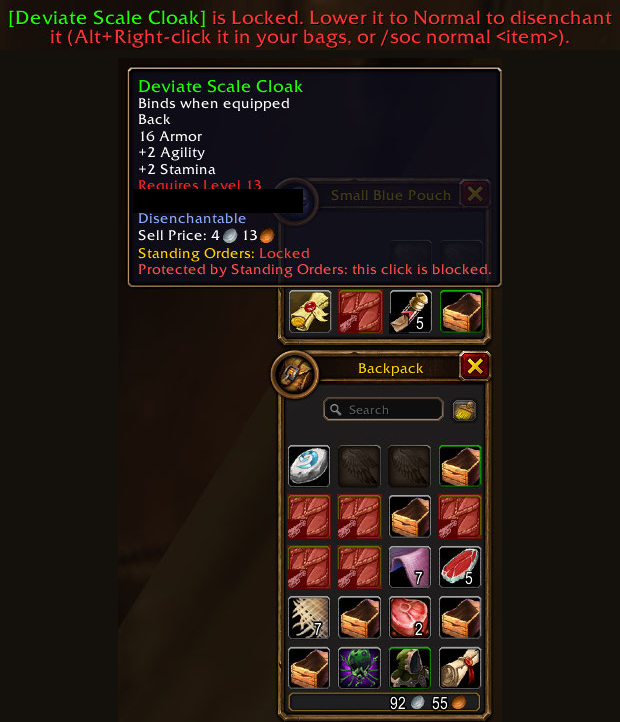 [Deviate Scale Cloak] is Locked. Lower it to Normal to disenchant
it (Alt+Right-click it in your bags, or /soc normal <item>).
Deviate Scale Cloak
Binds when equipped
Back
16 Armor
+2 Agility
+2 Stamina
Requires Level 13
Disenchantable
Sell Price: 4 13
Standing Orders: Locked
Protected by Standing Orders: this click is blocked.
Small Blue Pouch
5
Backpack
Search
7
5
7
2
92 55